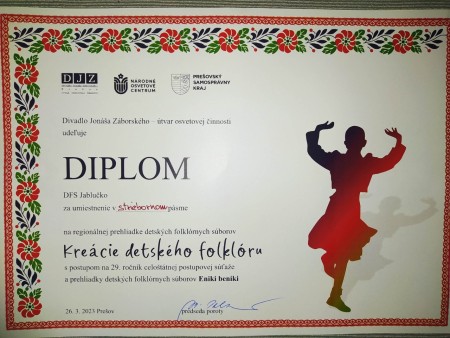 DJZ
NÁRODNÉ
OSVETOVÉ
CENTRUM
PREŠOVSKÝ
SAMOSPRÁVNY
KRAJ
Divadlo Jonáša Záborského – útvar osvetovej činnosti
udeľuje
DIPLOM
DFS Jablučko
za umiestnenie v striebornom pásme
na regionálnej prehliadke detských folklórnych súborov
Kreácie detského folklóru
s postupom na 29. ročník celoštátnej postupovej súťaže
a prehliadky detských folklórnych súborov Eniki beniki
26. 3. 2023 Prešov
predseda poroty